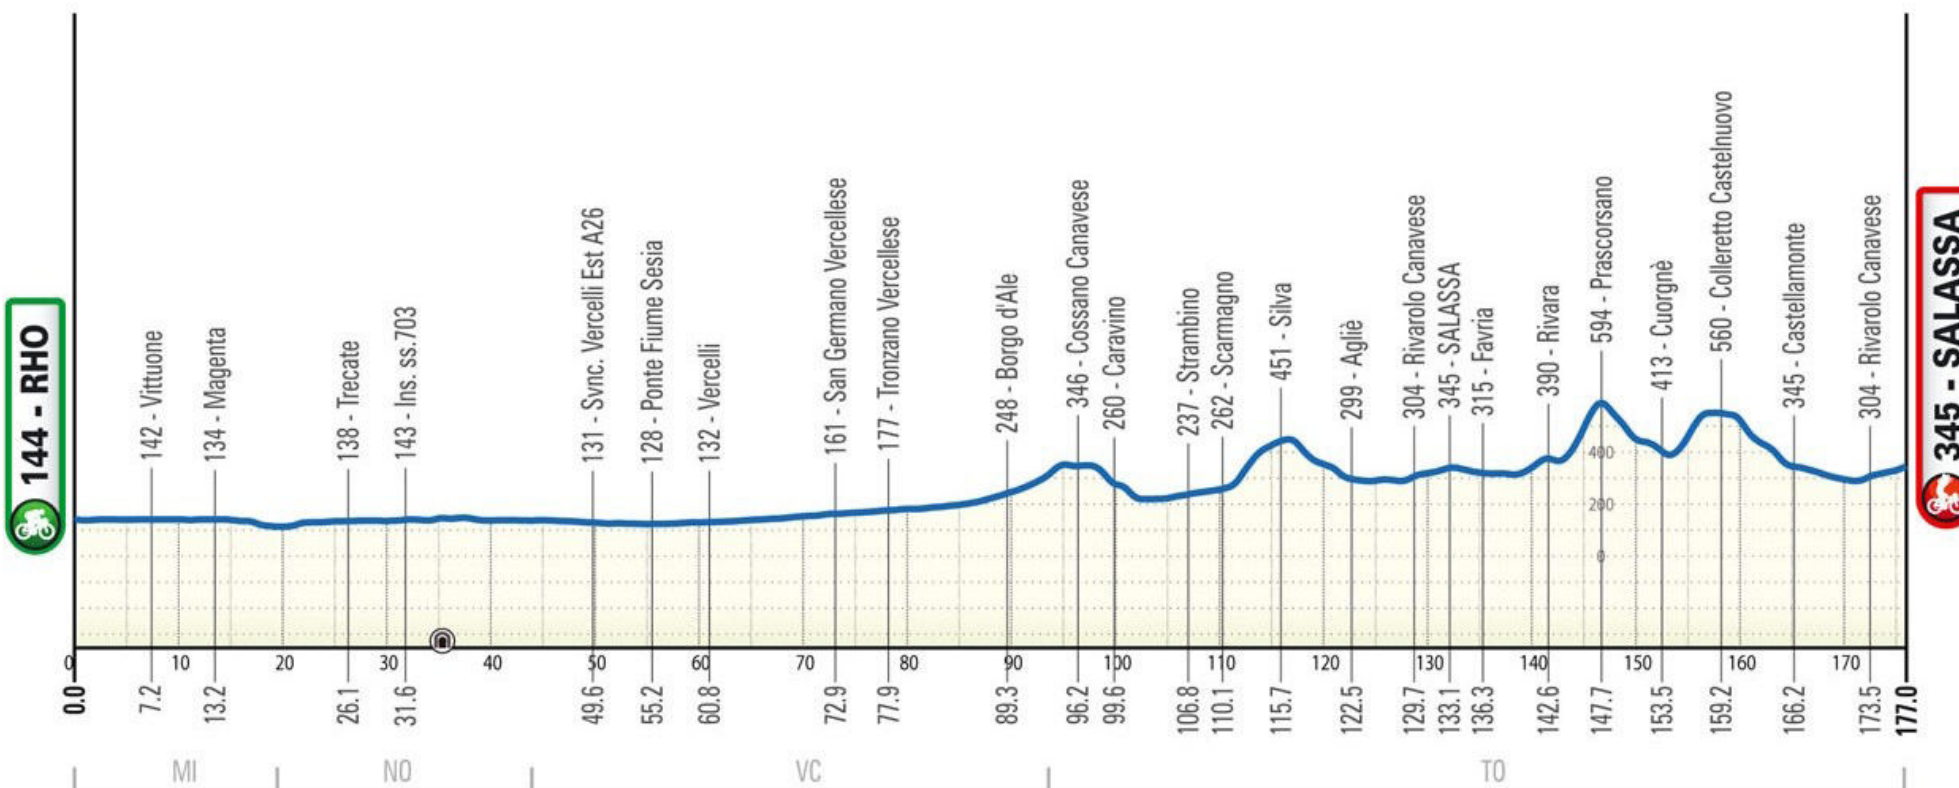 144 - RHO
142 - Vittuone
134 - Magenta
138 - Trecate
143 - Ins. ss.703
131 - Svnc. Vercelli Est A26
128 - Ponte Fiume Sesia
132 - Vercelli
161 - San Germano Vercellese
177 - Tronzano Vercellese
248 - Borgo d'Ale
346 - Cossano Canavese
260 - Caravino
237 - Strambino
262 - Scarmagno
451 - Silva
299 - Agliè
304 - Rivarolo Canavese
345 - SALASSA
315 - Favria
390 - Rivara
594 - Prascorsano
413 - Cuorgnè
560 - Colleretto Castelnuovo
345 - Castellamonte
304 - Rivarolo Canavese
345 - SALASSA
400
200
0
0 10 20 30 40 50 60 70 80 90 100 110 120 130 140 150 160 170
0.0 7.2 13.2 26.1 31.6 49.6 55.2 60.8 72.9 77.9 89.3 96.2 99.6 106.8 110.1 115.7 122.5 129.7 133.1 136.3 142.6 147.7 153.5 159.2 166.2 173.5 177.0
MI NO VC TO